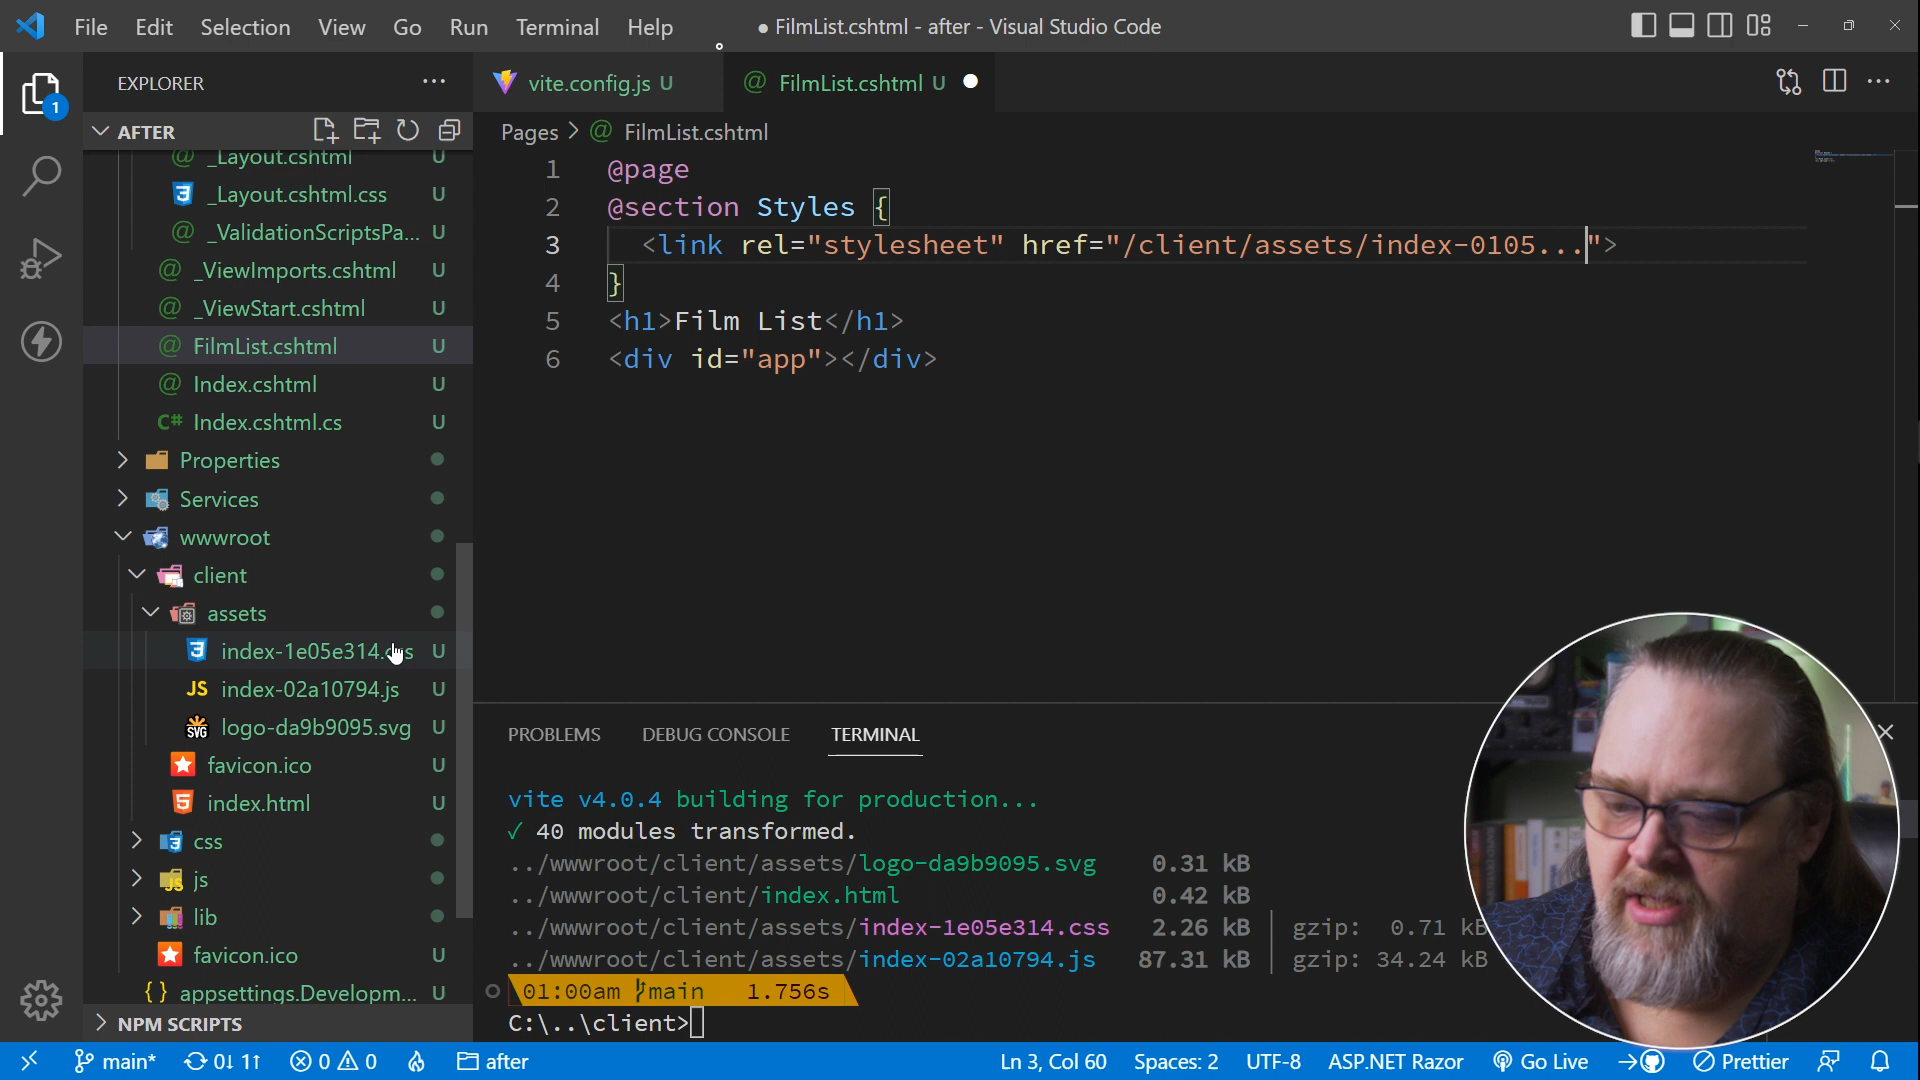 File Edit Selection View Go Run Terminal Help
● FilmList.cshtml - after - Visual Studio Code
EXPLORER
1
AFTER
_Layout.cshtml U
_Layout.cshtml.css U
_ValidationScriptsPa... U
_ViewImports.cshtml U
_ViewStart.cshtml U
FilmList.cshtml U
Index.cshtml U
C# Index.cshtml.cs U
Properties
Services
wwwroot
client
assets
index-1e05e314.css U
JS index-02a10794.js U
SVG logo-da9b9095.svg U
favicon.ico U
index.html U
css
js
lib
favicon.ico U
{} appsettings.Developm... U
NPM SCRIPTS
vite.config.js U
@ FilmList.cshtml U ●
Pages > @ FilmList.cshtml
1 @page
2 @section Styles {
3 <link rel="stylesheet" href="/client/assets/index-0105...">
4 }
5 <h1>Film List</h1>
6 <div id="app"></div>
PROBLEMS DEBUG CONSOLE TERMINAL
vite v4.0.4 building for production...
✓ 40 modules transformed.
../wwwroot/client/assets/logo-da9b9095.svg 0.31 kB
../wwwroot/client/index.html 0.42 kB
../wwwroot/client/assets/index-1e05e314.css 2.26 kB │ gzip: 0.71 kB
../wwwroot/client/assets/index-02a10794.js 87.31 kB │ gzip: 34.24 kB
01:00am main 1.756s
C:\..\client>
main* 0↓ 1↑ 0 0 after
Ln 3, Col 60 Spaces: 2 UTF-8 ASP.NET Razor Go Live Prettier